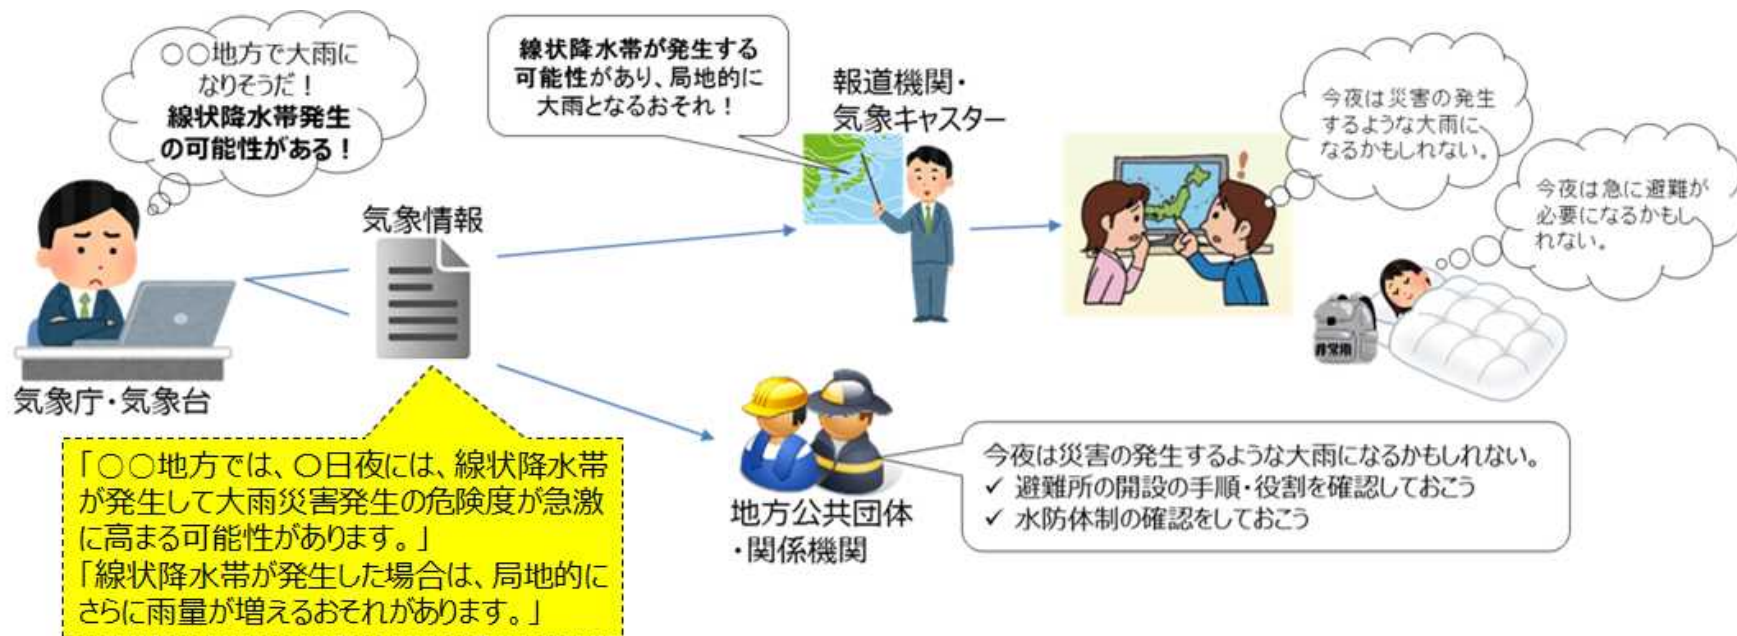 ○○地方で大雨に
なりそうだ！
線状降水帯発生
の可能性がある！
気象庁・気象台
気象情報
「○○地方では、○日夜には、線状降水帯
が発生して大雨災害発生の危険度が急激
に高まる可能性があります。」
「線状降水帯が発生した場合は、局地的に
さらに雨量が増えるおそれがあります。」
線状降水帯が発生する
可能性があり、局地的に
大雨となるおそれ！
報道機関・
気象キャスター
今夜は災害の発生
するような大雨に
なるかもしれない。
今夜は急に避難が
必要になるかもし
れない。
非常用
地方公共団体
・関係機関
今夜は災害の発生するような大雨になるかもしれない。
✓ 避難所の開設の手順・役割を確認しておこう
✓ 水防体制の確認をしておこう